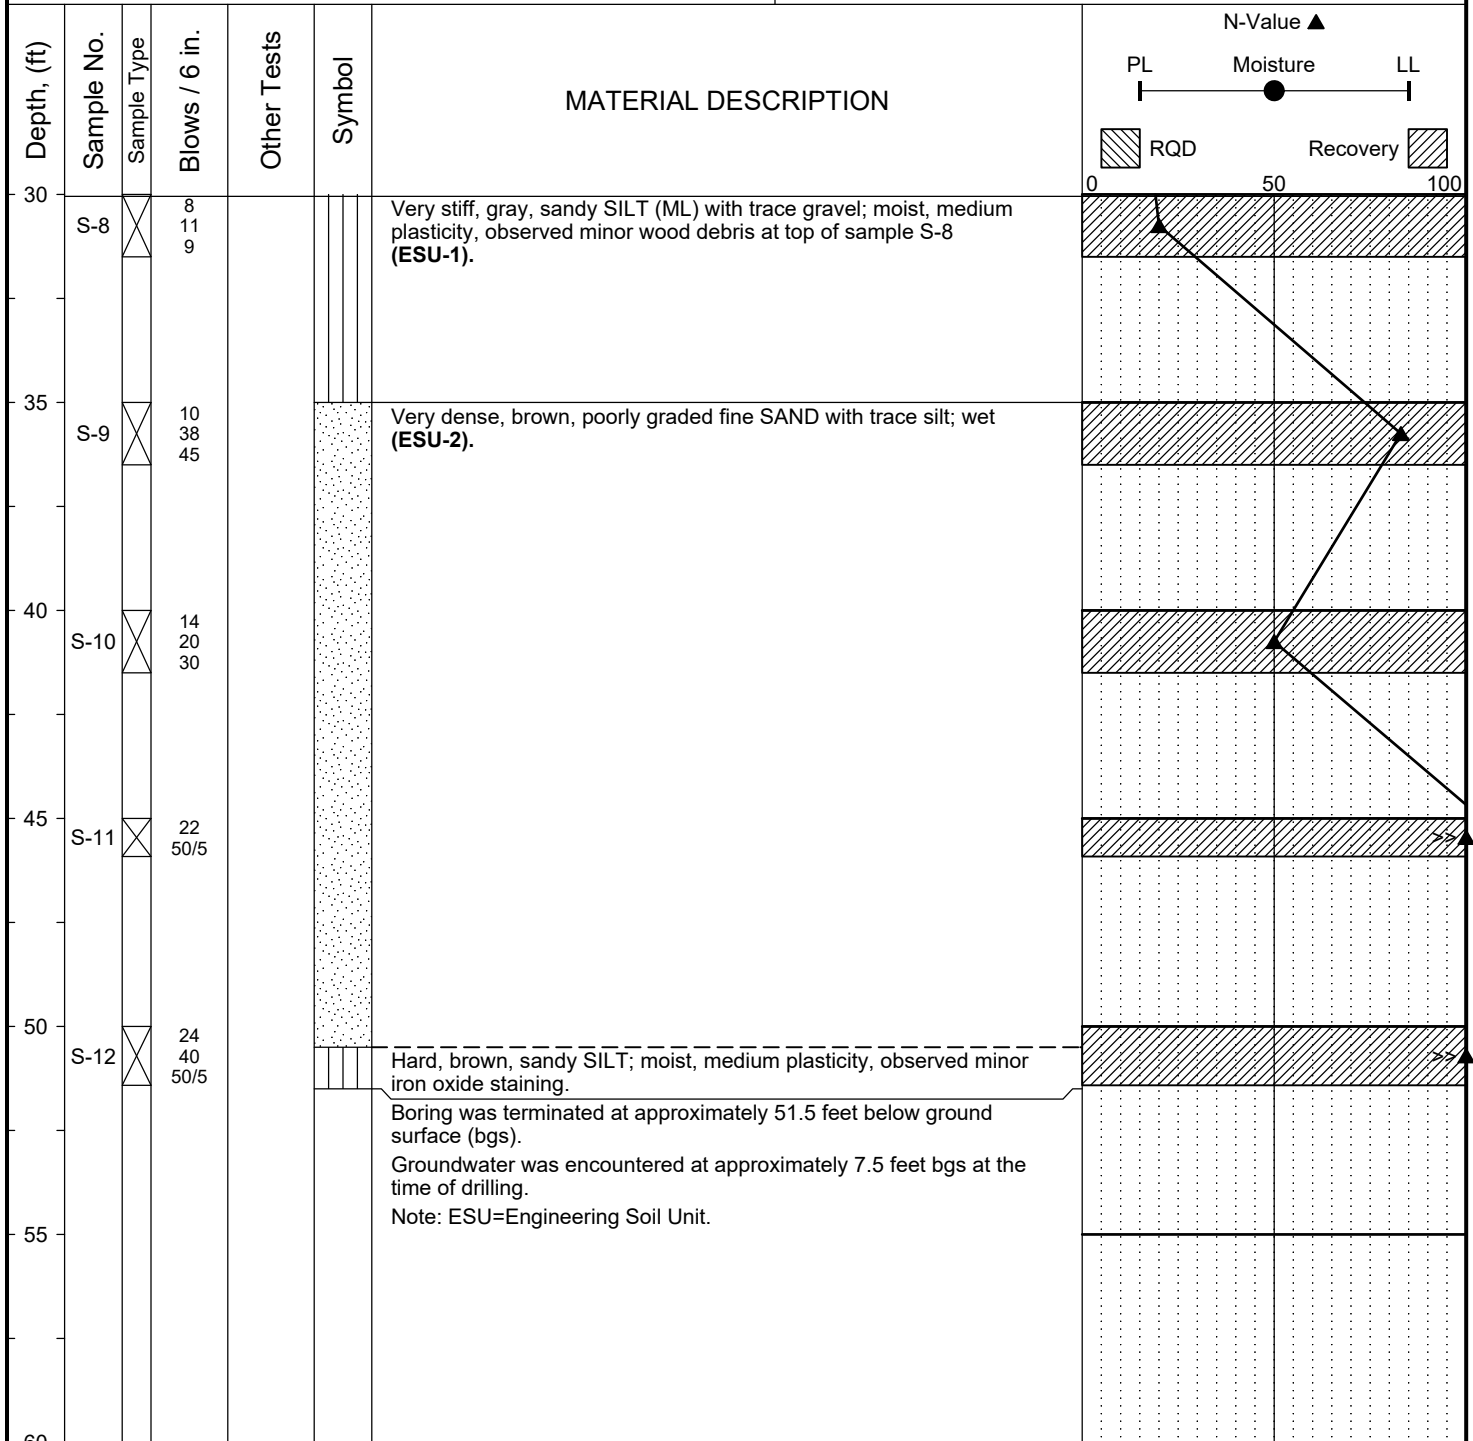 Depth, (ft)
Sample No.
Sample Type
Blows / 6 in.
Other Tests
Symbol
MATERIAL DESCRIPTION
N-Value
PL Moisture LL
RQD Recovery
0 50 100
30
S-8
8
11
9
Very stiff, gray, sandy SILT (ML) with trace gravel; moist, medium
plasticity, observed minor wood debris at top of sample S-8
(ESU-1).
35
S-9
10
38
45
Very dense, brown, poorly graded fine SAND with trace silt; wet
(ESU-2).
40
S-10
14
20
30
45
S-11
22
50/5
>>
50
S-12
24
40
50/5
>>
Hard, brown, sandy SILT; moist, medium plasticity, observed minor
iron oxide staining.
Boring was terminated at approximately 51.5 feet below ground
surface (bgs).
Groundwater was encountered at approximately 7.5 feet bgs at the
time of drilling.
Note: ESU=Engineering Soil Unit.
55
60